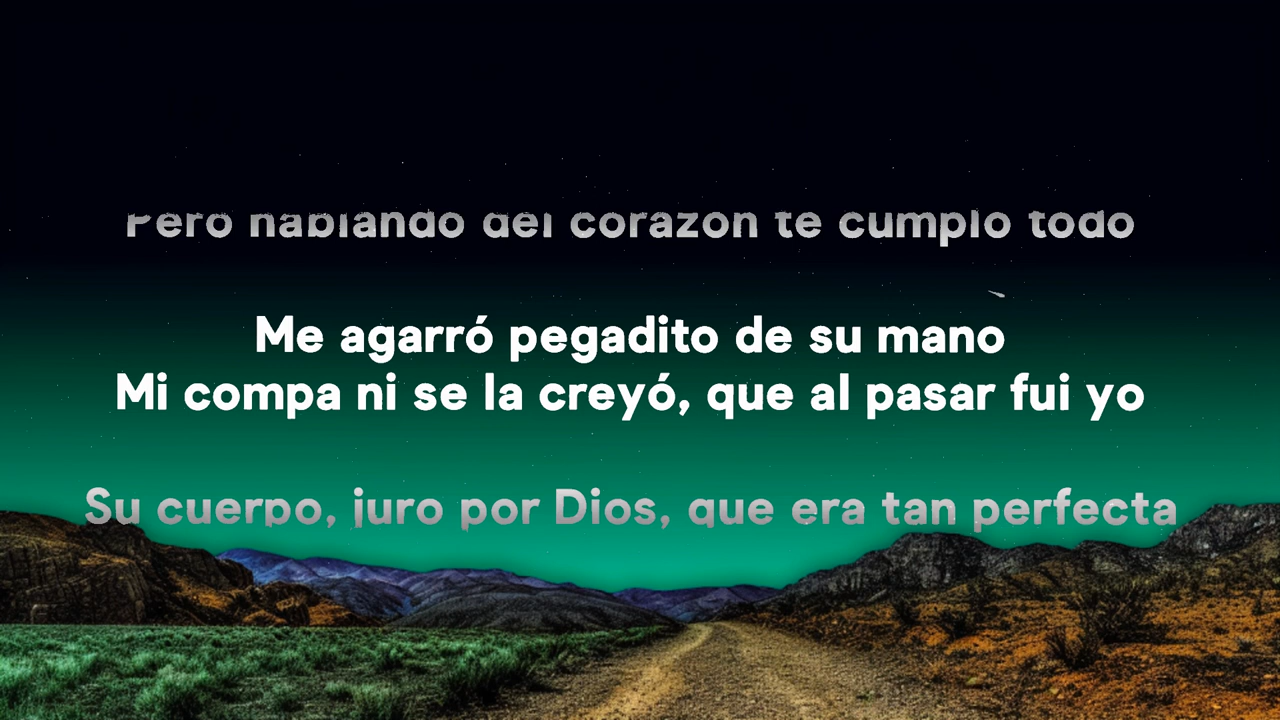 Pero hablando del corazon te cumplo todo
Me agarró pegadito de su mano
Mi compa ni se la creyó, que al pasar fui yo
Su cuerpo, juro por Dios, que era tan perfecta